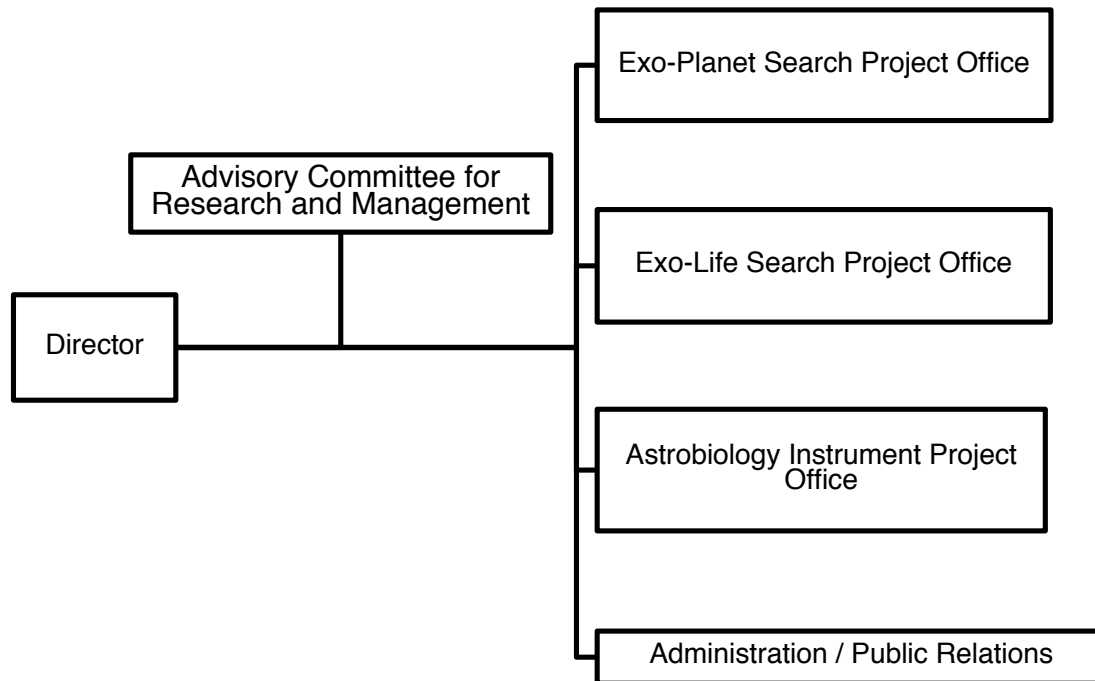 Exo-Planet Search Project Office
Advisory Committee for
Research and Management
Exo-Life Search Project Office
Director
Astrobiology Instrument Project
Office
Administration / Public Relations